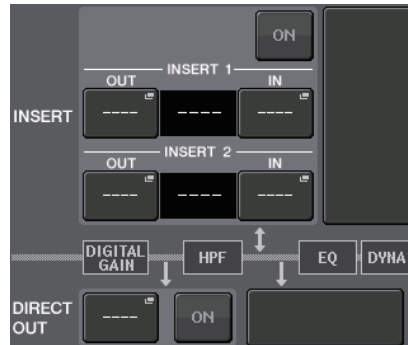 ON
INSERT 1
OUT IN
INSERT
---- ---- ----
INSERT 2
OUT IN
---- ---- ----
DIGITAL GAIN HPF EQ DYNA
DIRECT OUT
---- ON